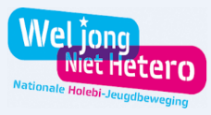 Wel jong
Niet Hetero
Nationale Holebi-Jeugdbeweging